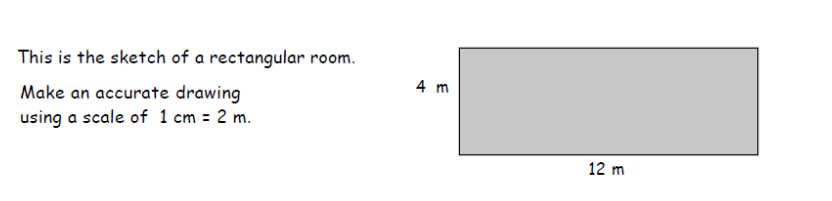 This is the sketch of a rectangular room.
Make an accurate drawing
using a scale of 1 cm = 2 m.
4 m
12 m